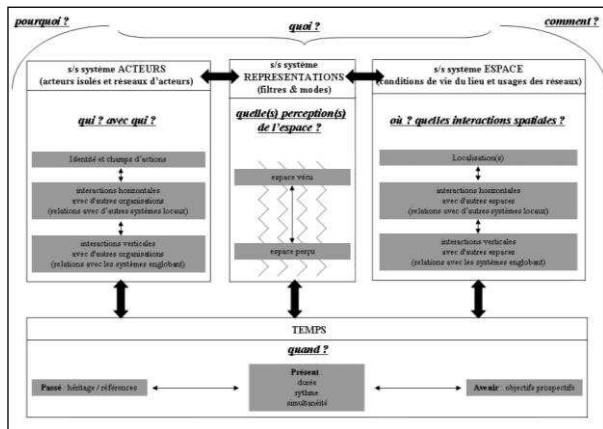 pourquoi ?
quoi ?
comment ?
s/s système ACTEURS
(acteurs isolés et réseaux d'acteurs)
qui ? avec qui ?
Identité et champs d'actions
interactions horizontales
avec d'autres organisations
(relations avec d'autres systèmes locaux)
interactions verticales
avec d'autres organisations
(relations avec les systèmes englobant)
s/s système
REPRESENTATIONS
(filtres & modes)
quelle(s) perception(s)
de l'espace ?
espace vécu
espace perçu
s/s système ESPACE
(conditions de vie du lieu et usages des réseaux)
où ? quelles interactions spatiales ?
Localisation(s)
interactions horizontales
avec d'autres espaces
(relations avec d'autres systèmes locaux)
interactions verticales
avec d'autres espaces
(relations avec les systèmes englobant)
TEMPS
quand ?
Passé : héritage / références
Présent :
durée
rythme
simultanéité
Avenir : objectifs prospectifs